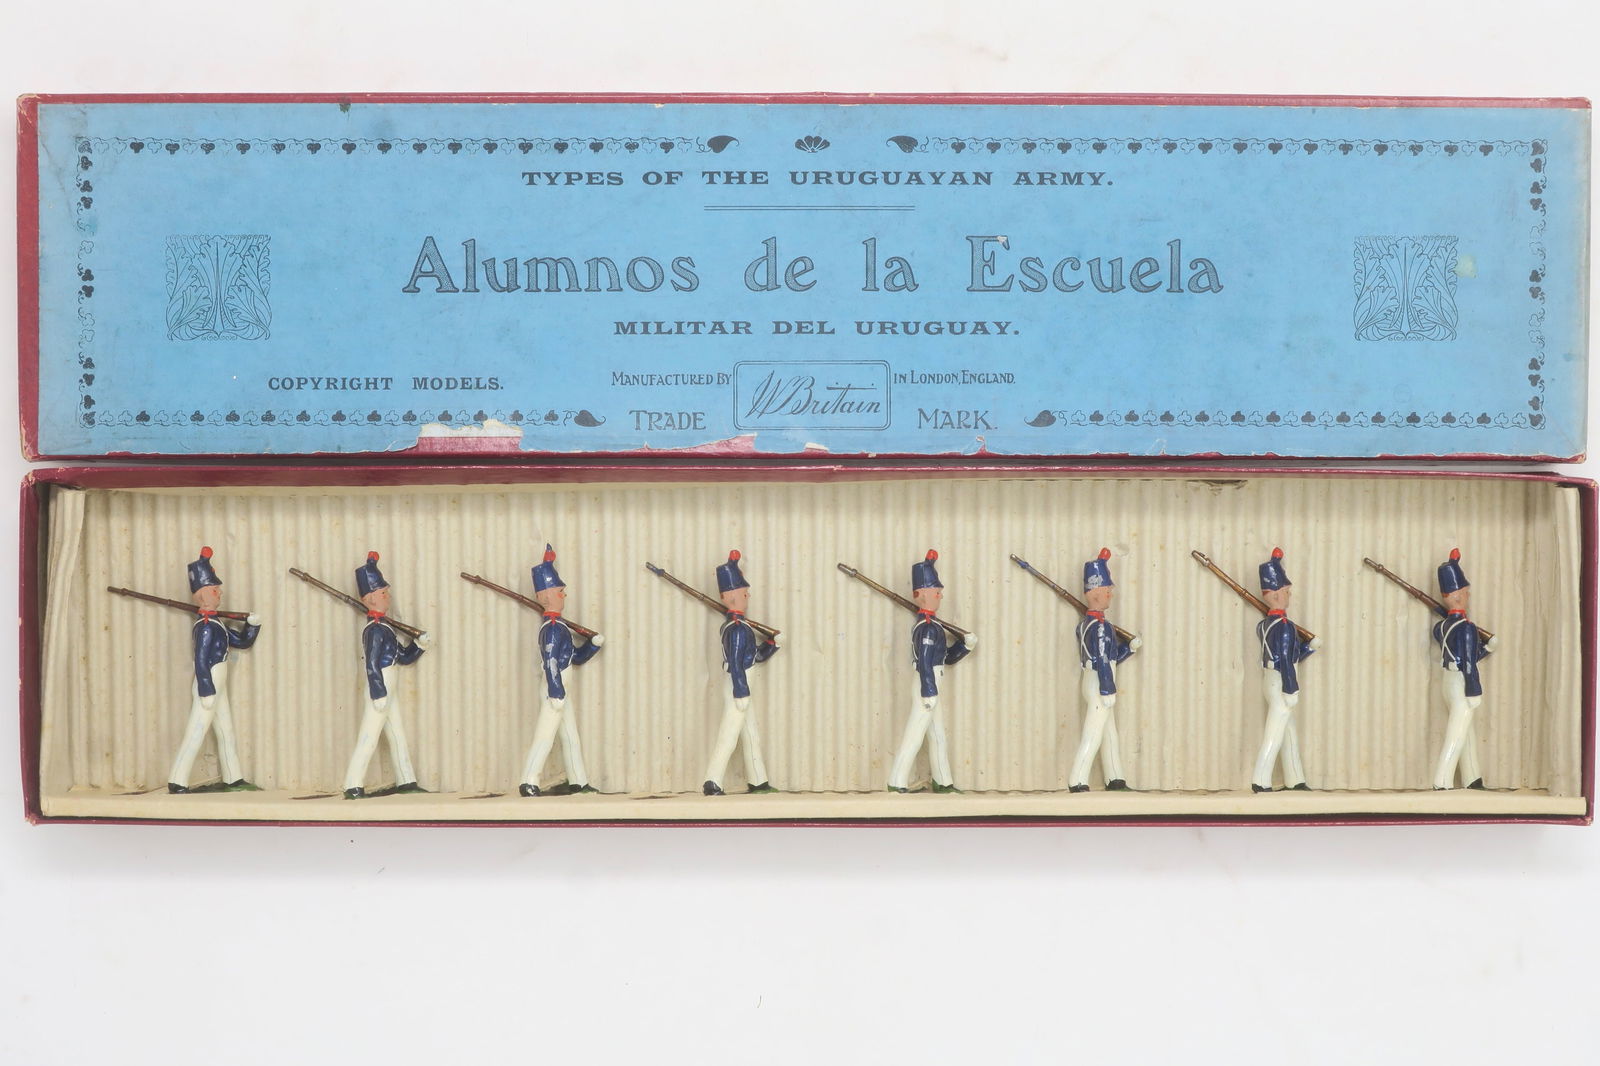 TYPES OF THE URUGUAYAN ARMY.
Alumnos de la Escuela
MILITAR DEL URUGUAY.
COPYRIGHT MODELS.
MANUFACTURED BY WBritain IN LONDON, ENGLAND.
TRADE MARK.